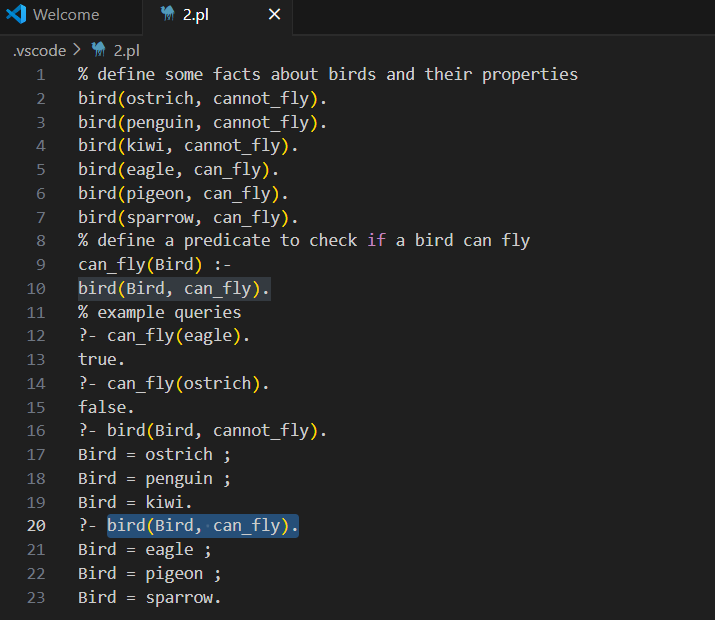 Welcome 2.pl
.vscode > 2.pl
1 % define some facts about birds and their properties
2 bird(ostrich, cannot_fly).
3 bird(penguin, cannot_fly).
4 bird(kiwi, cannot_fly).
5 bird(eagle, can_fly).
6 bird(pigeon, can_fly).
7 bird(sparrow, can_fly).
8 % define a predicate to check if a bird can fly
9 can_fly(Bird) :-
10 bird(Bird, can_fly).
11 % example queries
12 ?- can_fly(eagle).
13 true.
14 ?- can_fly(ostrich).
15 false.
16 ?- bird(Bird, cannot_fly).
17 Bird = ostrich ;
18 Bird = penguin ;
19 Bird = kiwi.
20 ?- bird(Bird, can_fly).
21 Bird = eagle ;
22 Bird = pigeon ;
23 Bird = sparrow.